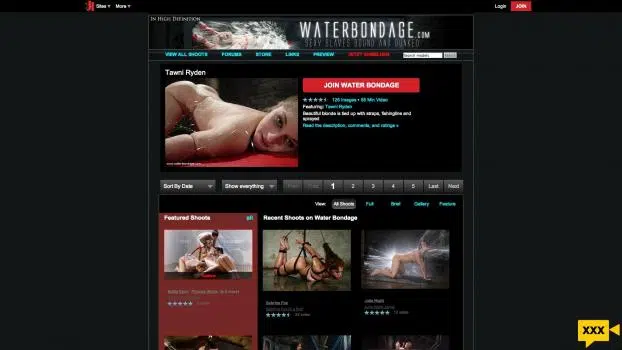 Sites
More
Login
JOIN
IN HIGH DEFINITION
WATERBONDAGE.COM
SEXY SLAVES BOUND AND DUNKED
VIEW ALL SHOOTS
FORUMS
STORE
LINKS
PREVIEW
Search models
Tawni Ryden
JOIN WATER BONDAGE
126 Images • 55 Min Video
Featuring: Tawni Ryden
Beautiful blonde is tied up with straps, fishingline and
sprayed
Read the description, comments, and ratings »
Sort By Date
Show everything
Prev
1
2
3
4
5
Last
Next
View:
All Shoots
Full
Brief
Gallery
Feature
Featured Shoots
all
Recent Shoots on Water Bondage
XXX